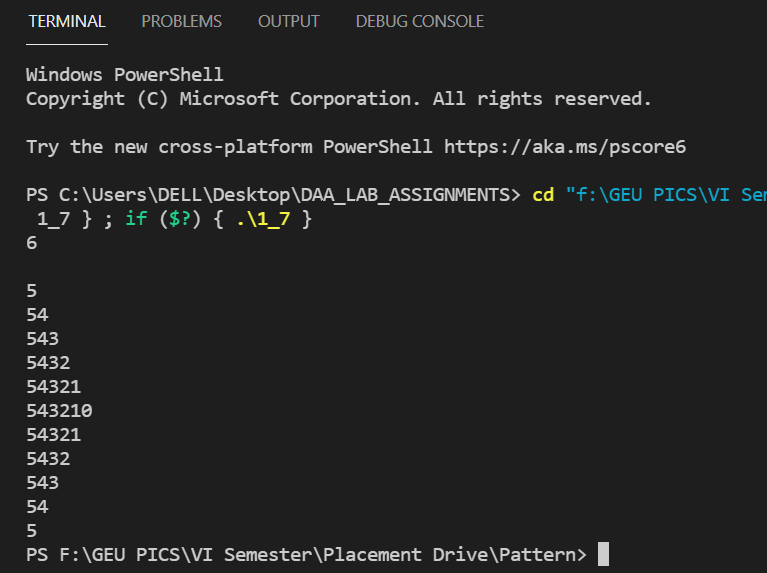 TERMINAL PROBLEMS OUTPUT DEBUG CONSOLE
Windows PowerShell
Copyright (C) Microsoft Corporation. All rights reserved.
Try the new cross-platform PowerShell https://aka.ms/pscore6
PS C:\Users\DELL\Desktop\DAA_LAB_ASSIGNMENTS> cd "f:\GEU PICS\VI Sem
1_7 } ; if ($?) { .\1_7 }
6
5
54
543
5432
54321
543210
54321
5432
543
54
5
PS F:\GEU PICS\VI Semester\Placement Drive\Pattern>